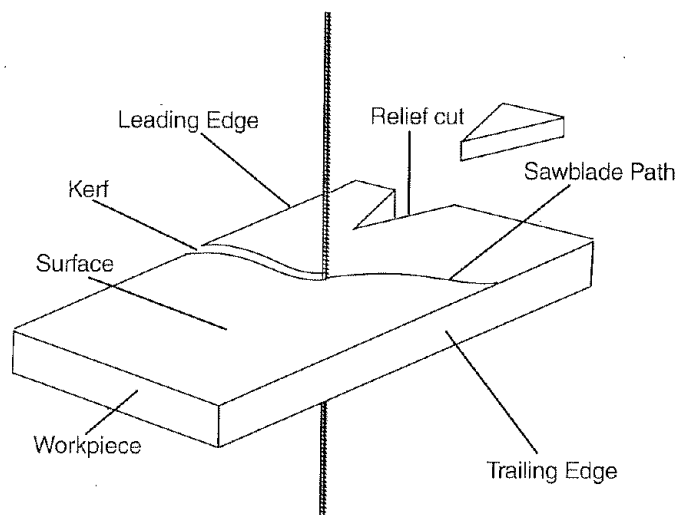 Leading Edge
Relief cut
Sawblade Path
Kerf
Surface
Workpiece
Trailing Edge